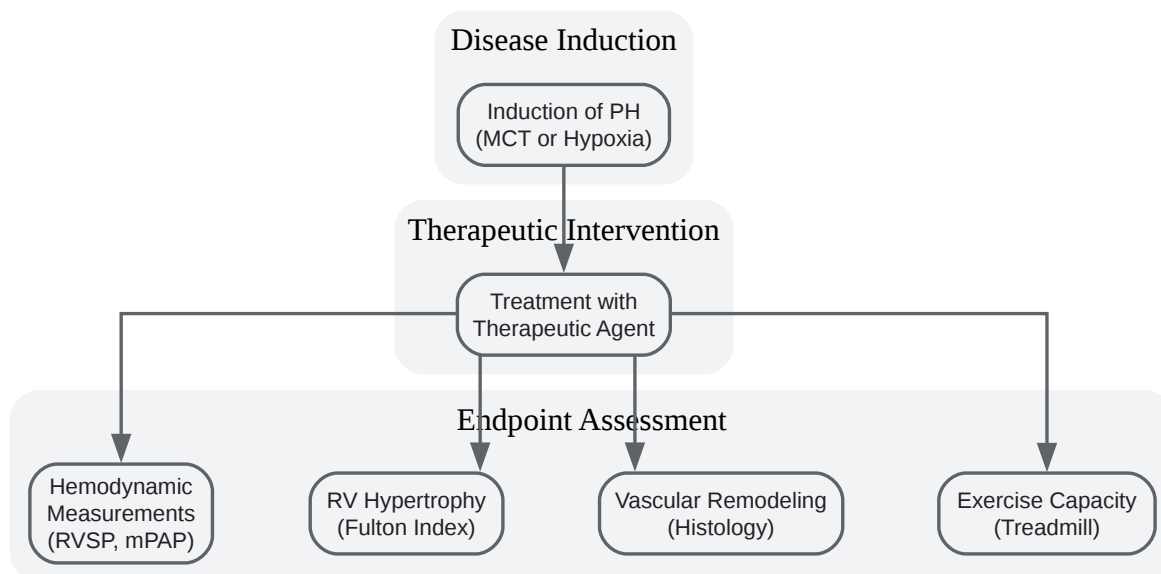 Disease Induction
Induction of PH
(MCT or Hypoxia)
Therapeutic Intervention
Treatment with
Therapeutic Agent
Endpoint Assessment
Hemodynamic
Measurements
(RVSP, mPAP)
RV Hypertrophy
(Fulton Index)
Vascular Remodeling
(Histology)
Exercise Capacity
(Treadmill)